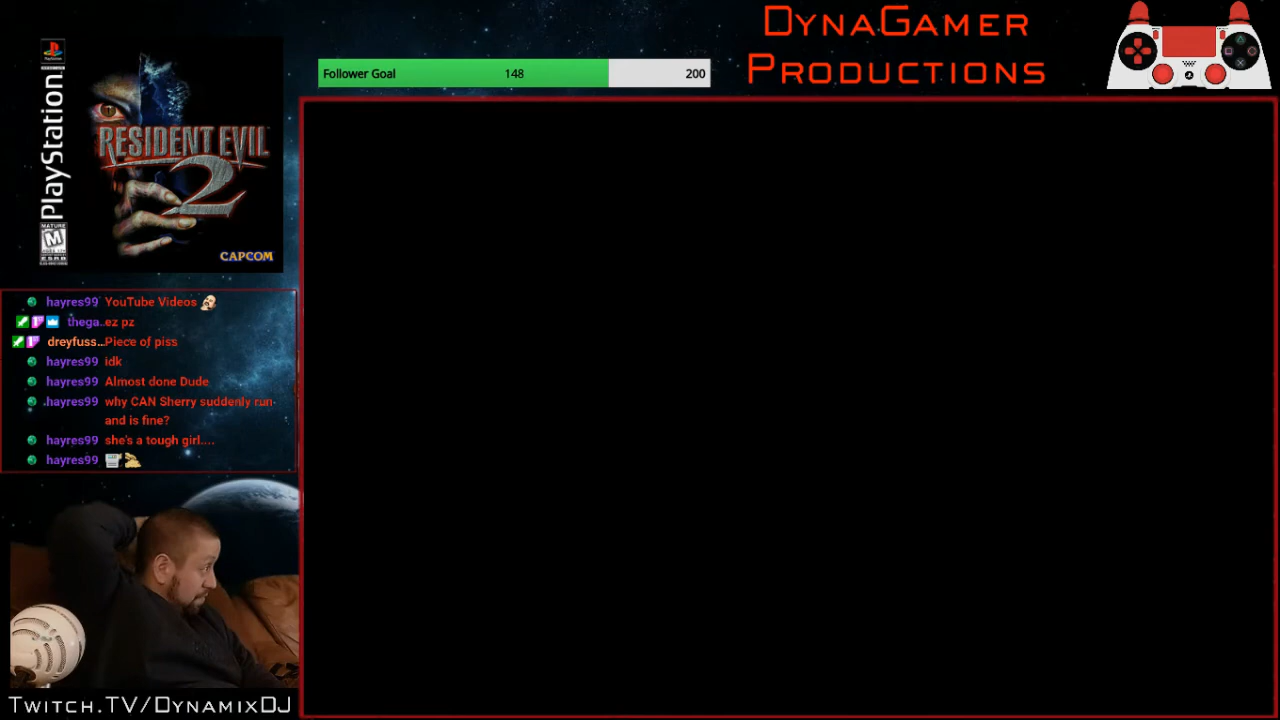 DynaGamer
Productions
Follower Goal 148 200
PlayStation
RESIDENT EVIL
2
MATURE
M
ESRB
CAPCOM
hayres99 YouTube Videos
thega..ez pz
dreyfuss...Piece of piss
hayres99 idk
hayres99 Almost done Dude
hayres99 why CAN Sherry suddenly run
and is fine?
hayres99 she's a tough girl....
hayres99
Twitch.TV/DynamixDJ